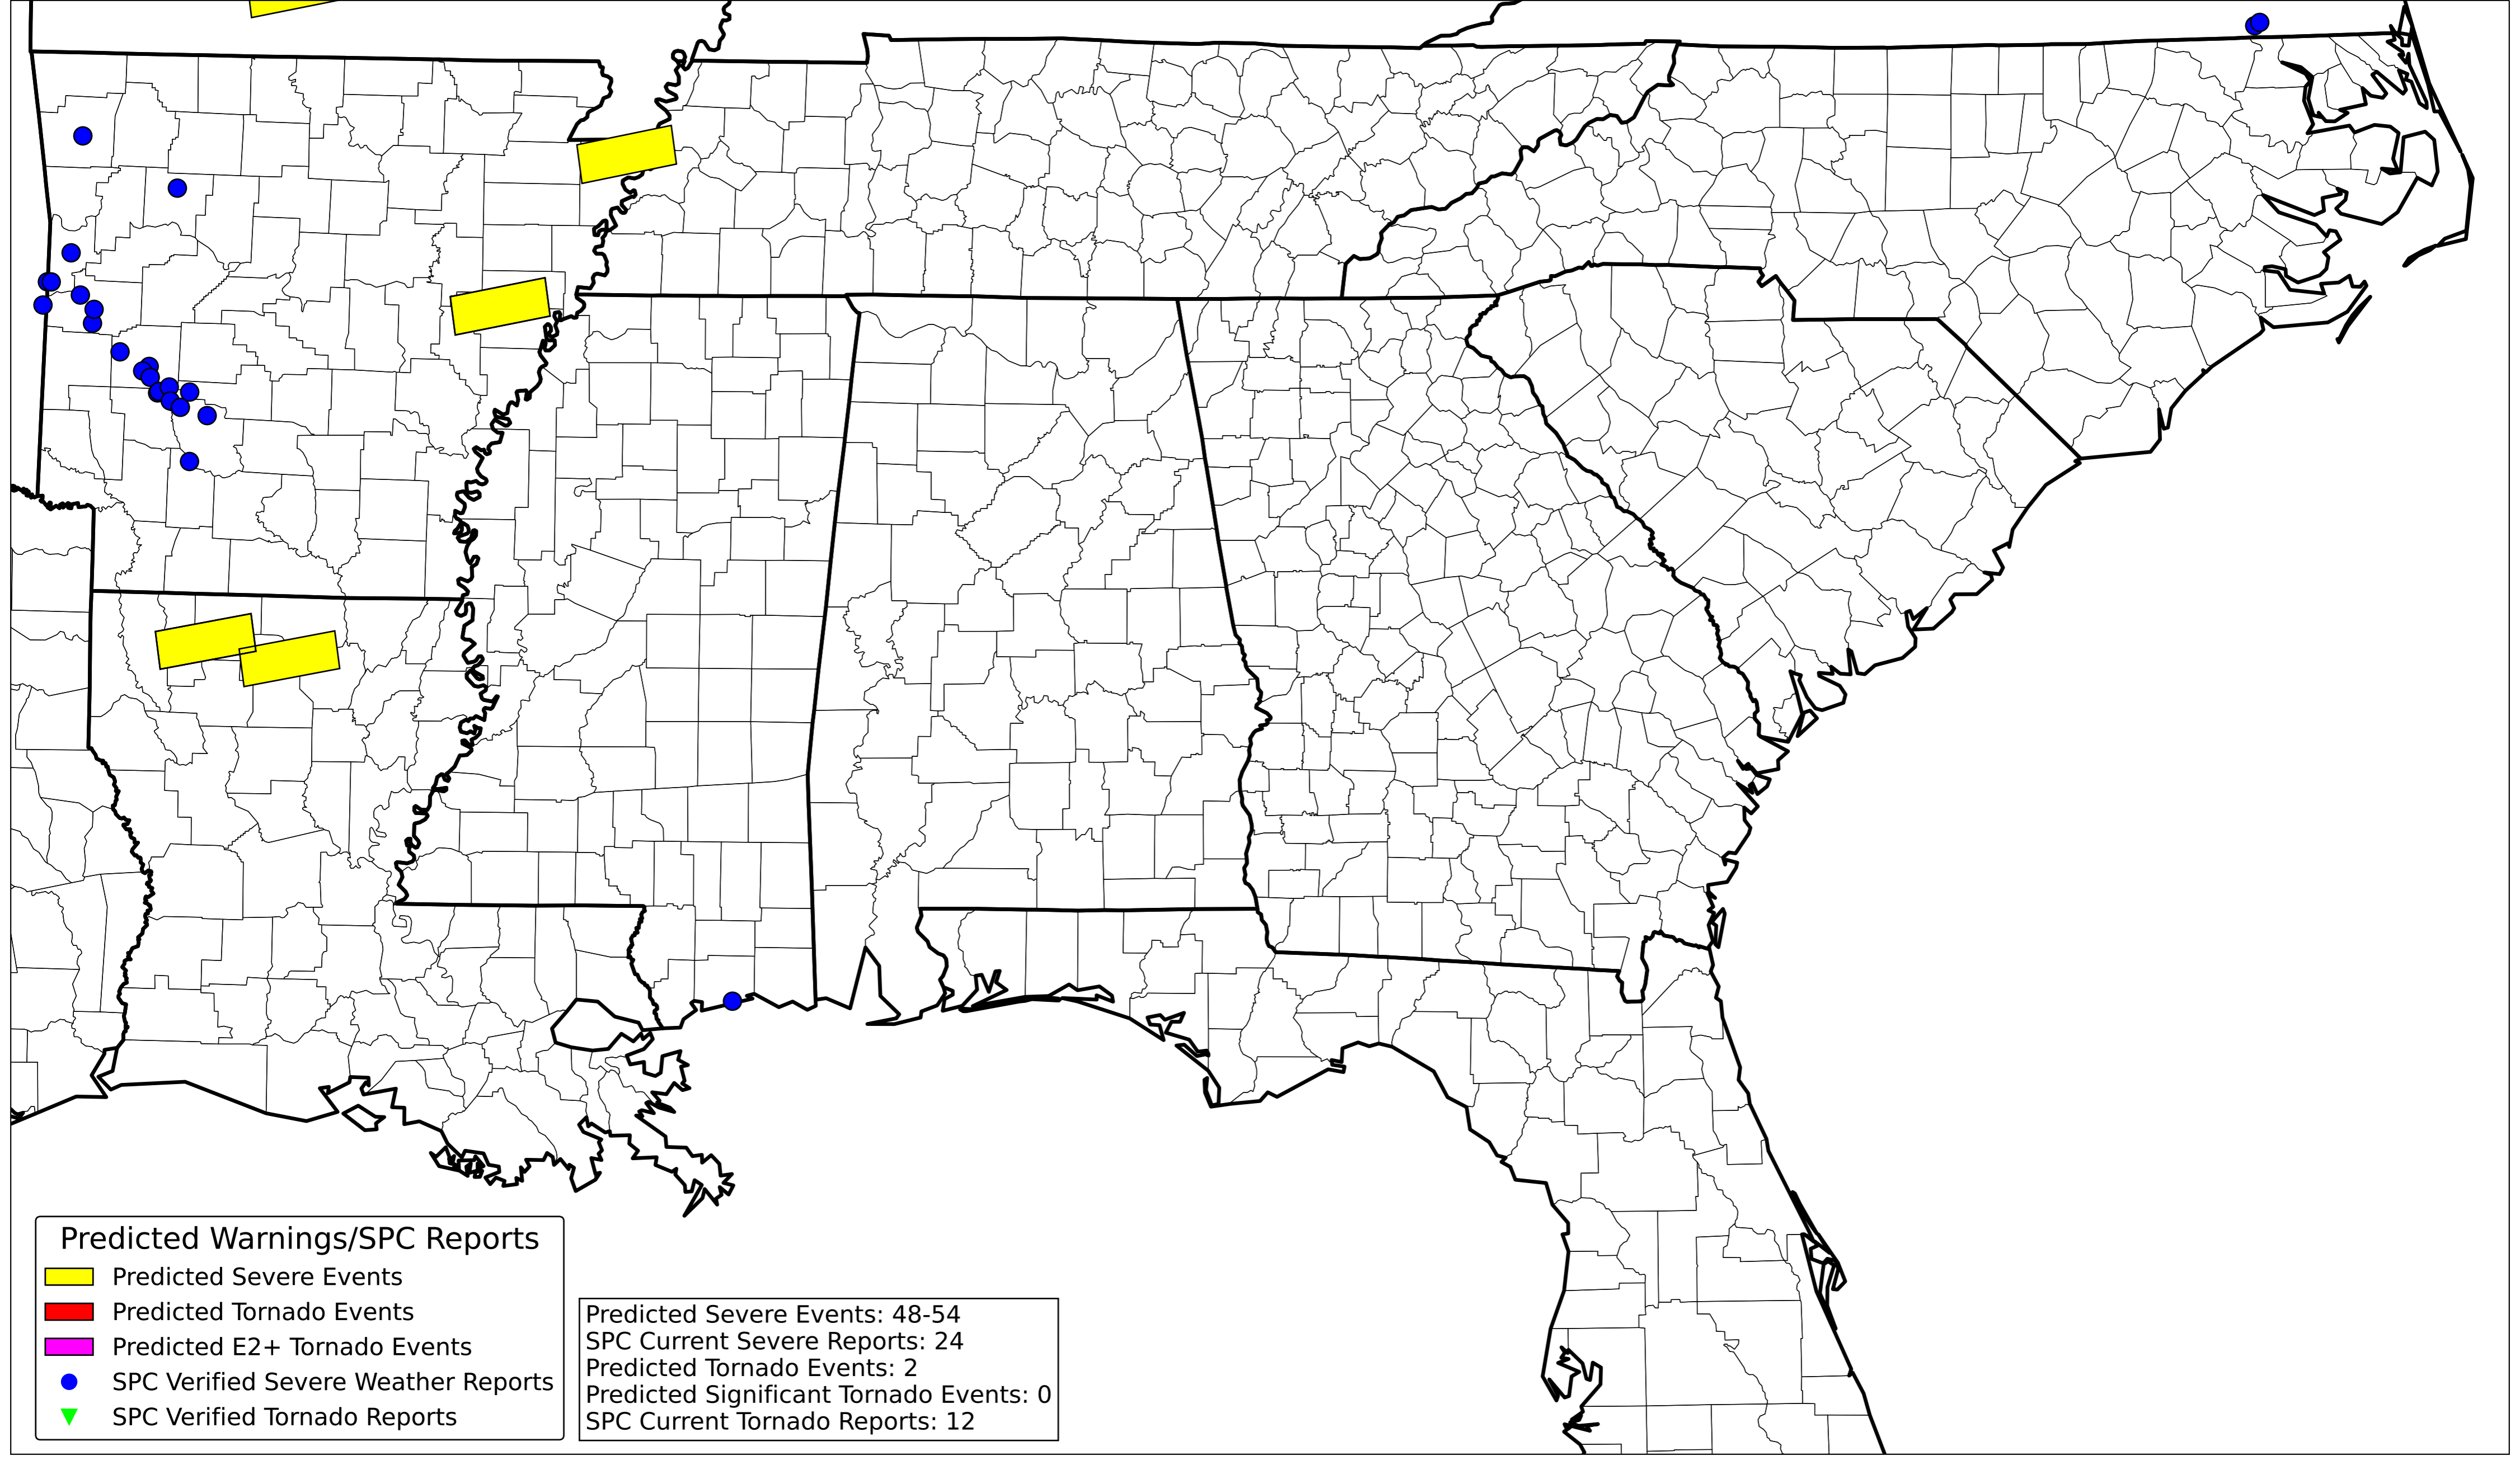 Predicted Warnings/SPC Reports
Predicted Severe Events
Predicted Tornado Events
Predicted E2+ Tornado Events
SPC Verified Severe Weather Reports
SPC Verified Tornado Reports
Predicted Severe Events: 48-54
SPC Current Severe Reports: 24
Predicted Tornado Events: 2
Predicted Significant Tornado Events: 0
SPC Current Tornado Reports: 12